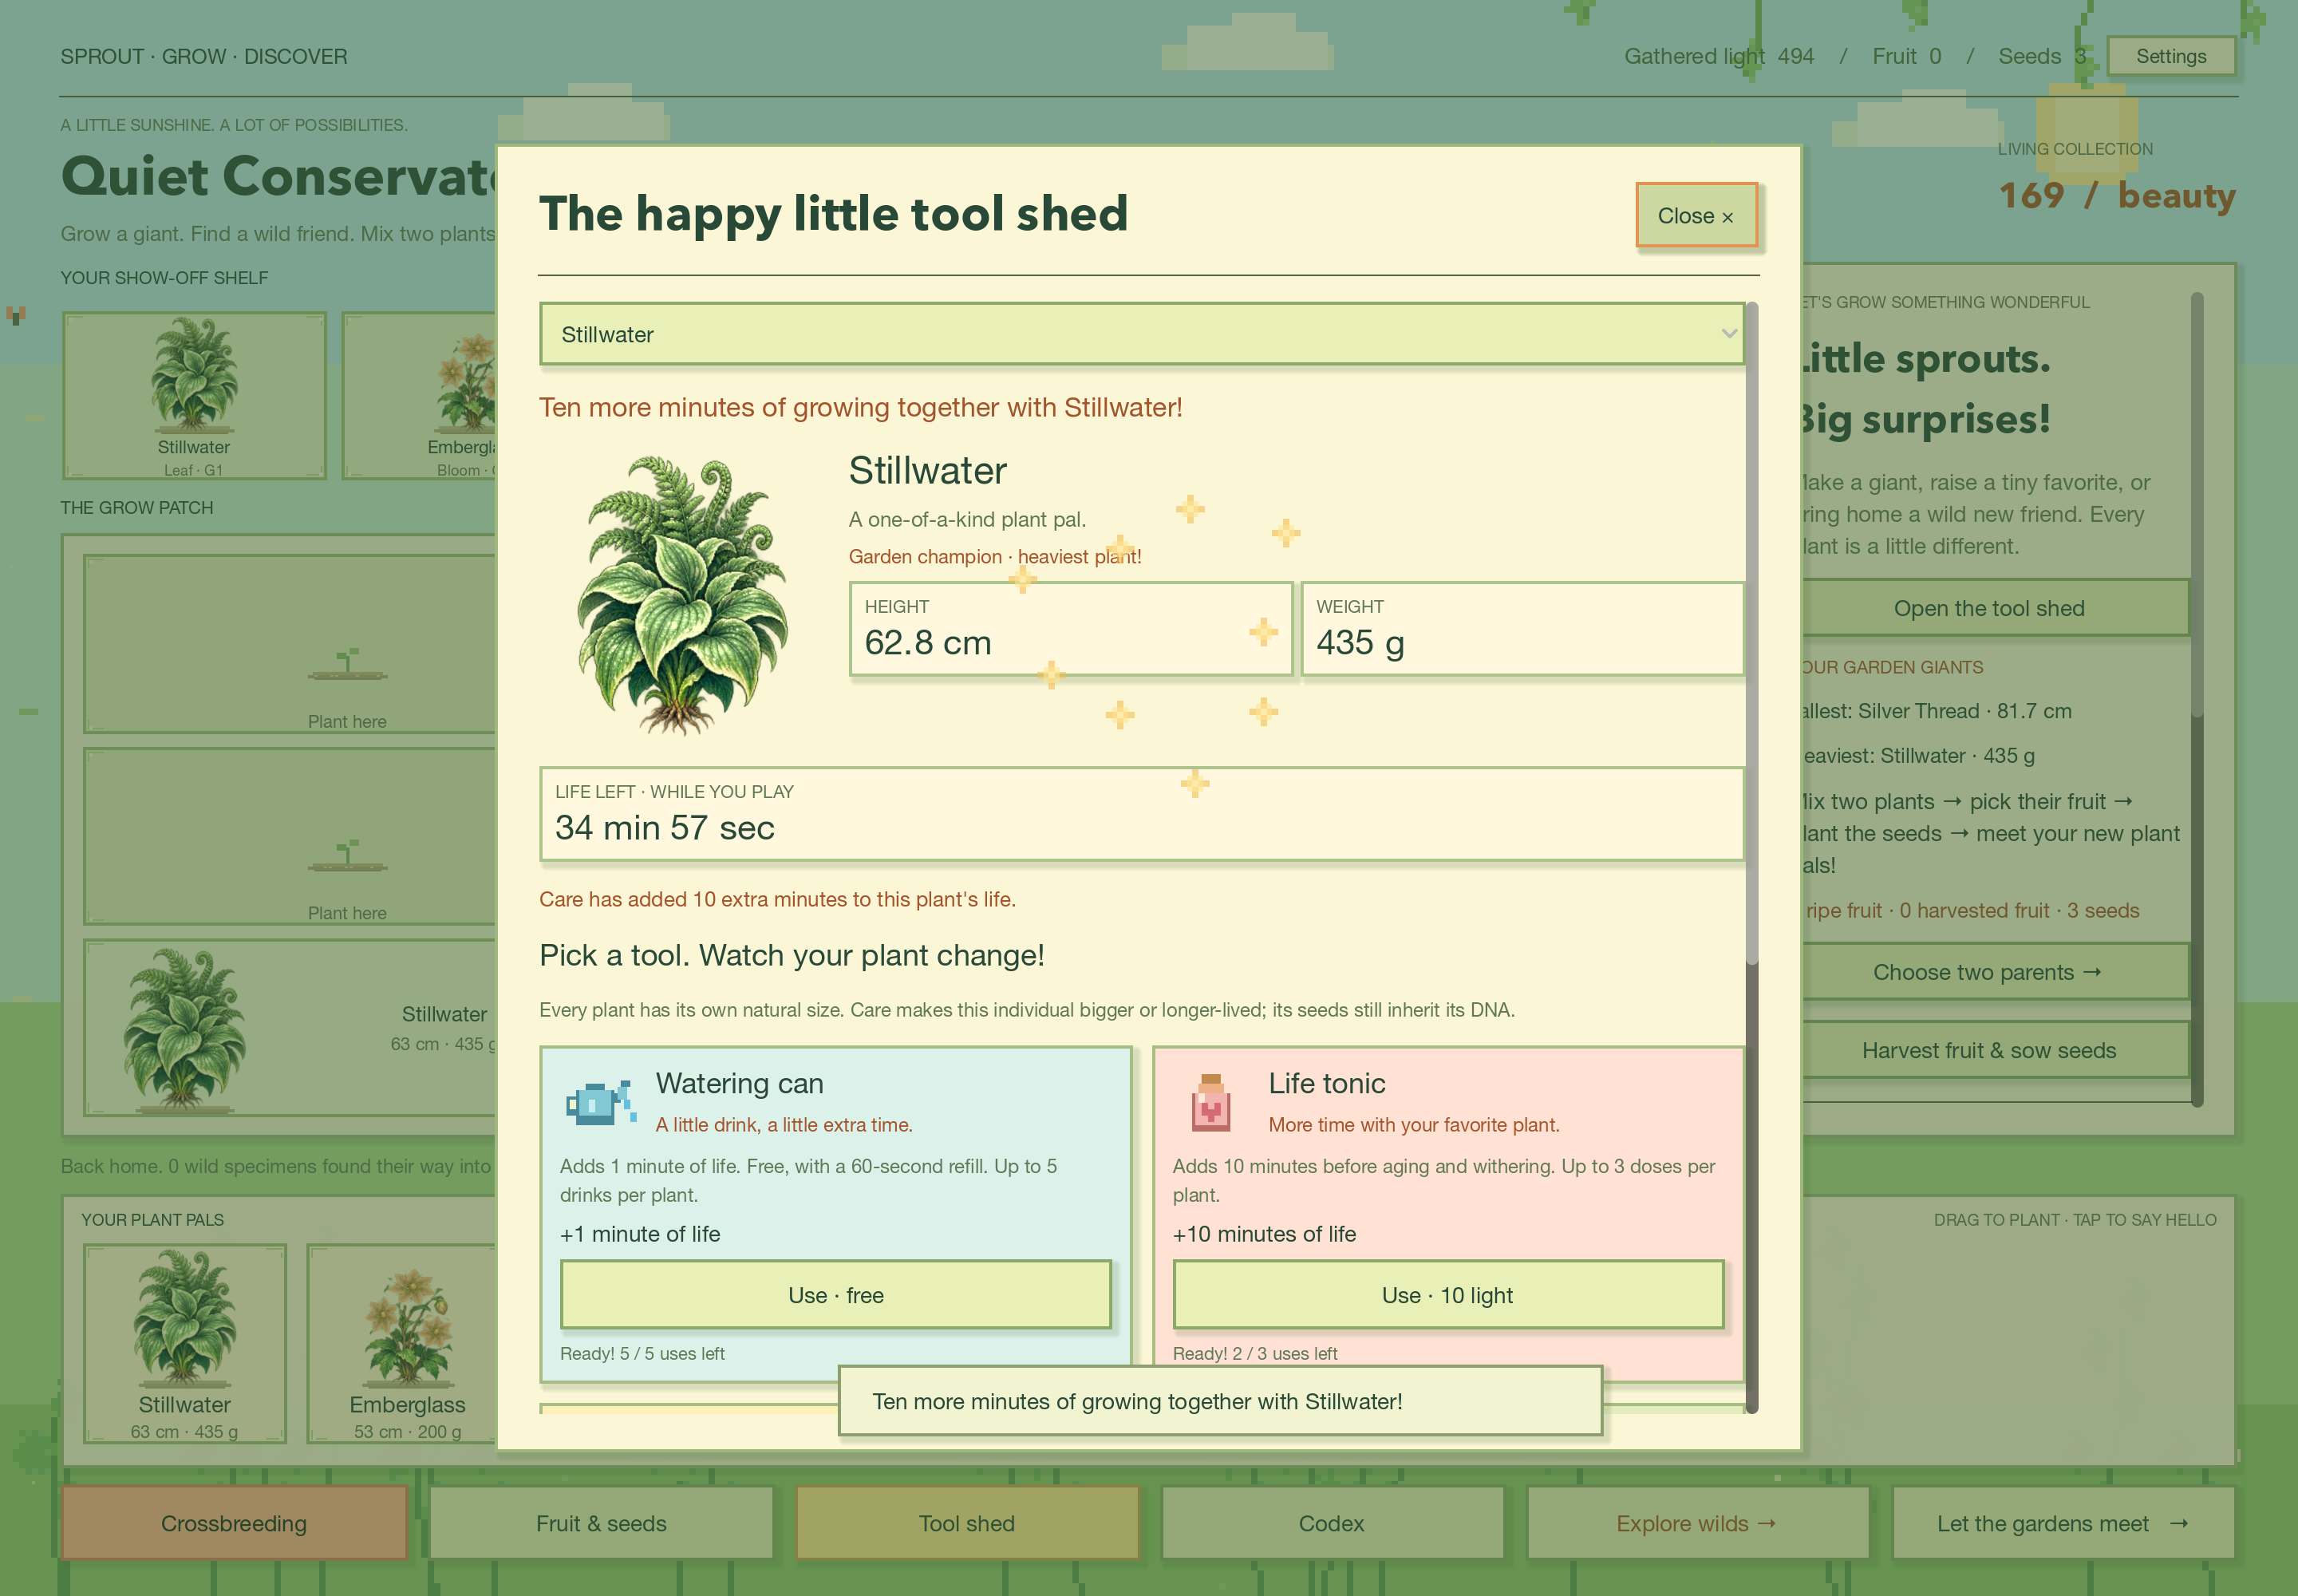 SPROUT · GROW · DISCOVER
Gathered light 494 / Fruit 0 / Seeds 3
Settings
A LITTLE SUNSHINE. A LOT OF POSSIBILITIES.
Quiet Conservat
Grow a giant. Find a wild friend. Mix two plants
LIVING COLLECTION
169 / beauty
YOUR SHOW-OFF SHELF
Stillwater
Leaf · G1
Embergla
Bloom ·
THE GROW PATCH
Plant here
Plant here
Stillwater
63 cm · 435 g
Back home. 0 wild specimens found their way into
The happy little tool shed
Close ×
Stillwater
Ten more minutes of growing together with Stillwater!
Stillwater
A one-of-a-kind plant pal.
Garden champion · heaviest plant!
HEIGHT
62.8 cm
WEIGHT
435 g
LIFE LEFT · WHILE YOU PLAY
34 min 57 sec
Care has added 10 extra minutes to this plant's life.
Pick a tool. Watch your plant change!
Every plant has its own natural size. Care makes this individual bigger or longer-lived; its seeds still inherit its DNA.
Watering can
A little drink, a little extra time.
Adds 1 minute of life. Free, with a 60-second refill. Up to 5
drinks per plant.
+1 minute of life
Use · free
Ready! 5 / 5 uses left
Life tonic
More time with your favorite plant.
Adds 10 minutes before aging and withering. Up to 3 doses per
plant.
+10 minutes of life
Use · 10 light
Ready! 2 / 3 uses left
Ten more minutes of growing together with Stillwater!
ET'S GROW SOMETHING WONDERFUL
Little sprouts.
Big surprises!
Make a giant, raise a tiny favorite, or
ring home a wild new friend. Every
lant is a little different.
Open the tool shed
OUR GARDEN GIANTS
allest: Silver Thread · 81.7 cm
eaviest: Stillwater · 435 g
Mix two plants → pick their fruit →
lant the seeds → meet your new plant
als!
ripe fruit · 0 harvested fruit · 3 seeds
Choose two parents →
Harvest fruit & sow seeds
YOUR PLANT PALS
DRAG TO PLANT · TAP TO SAY HELLO
Stillwater
63 cm · 435 g
Emberglass
53 cm · 200 g
Crossbreeding
Fruit & seeds
Tool shed
Codex
Explore wilds →
Let the gardens meet →